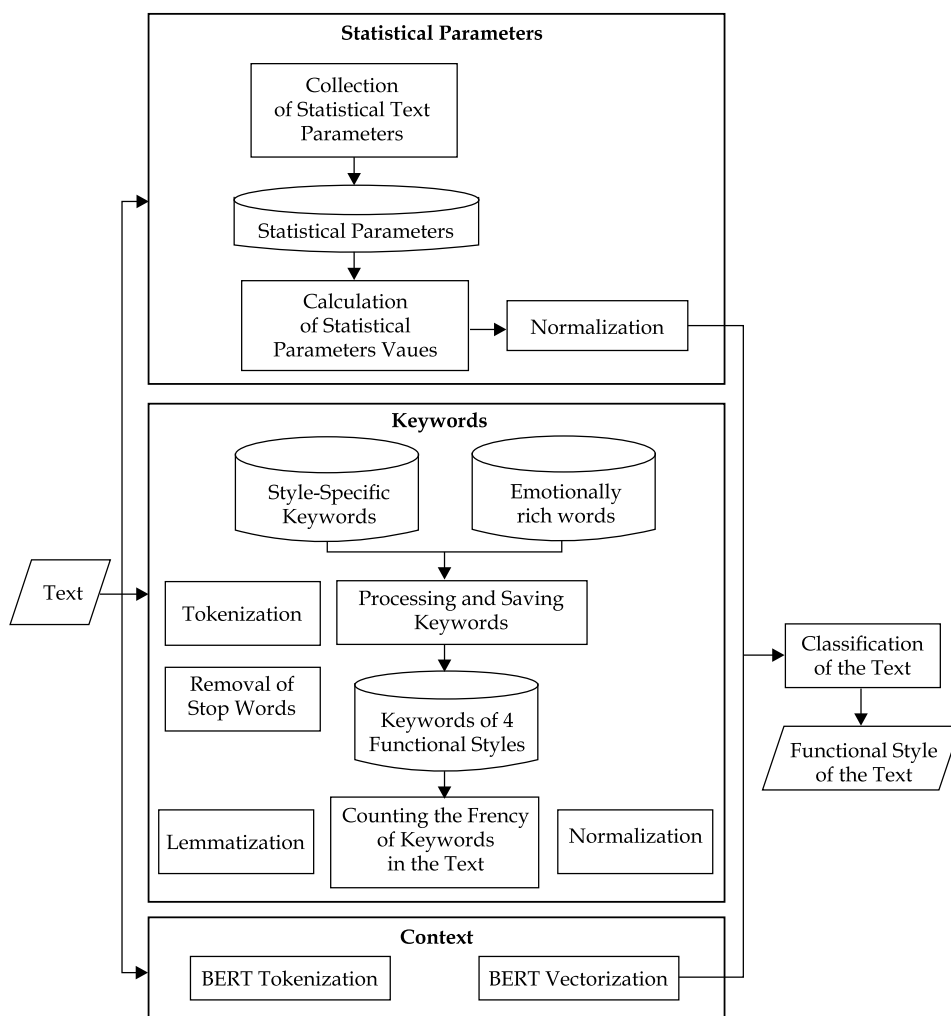 Statistical Parameters
Collection
of Statistical Text
Parameters
Statistical Parameters
Calculation
of Statistical
Parameters Vaues
Normalization
Keywords
Style-Specific
Keywords
Emotionally
rich words
Text
Tokenization
Processing and Saving
Keywords
Removal of
Stop Words
Keywords of 4
Functional Styles
Lemmatization
Counting the Frency
of Keywords
in the Text
Normalization
Classification
of the Text
Functional Style
of the Text
Context
BERT Tokenization
BERT Vectorization